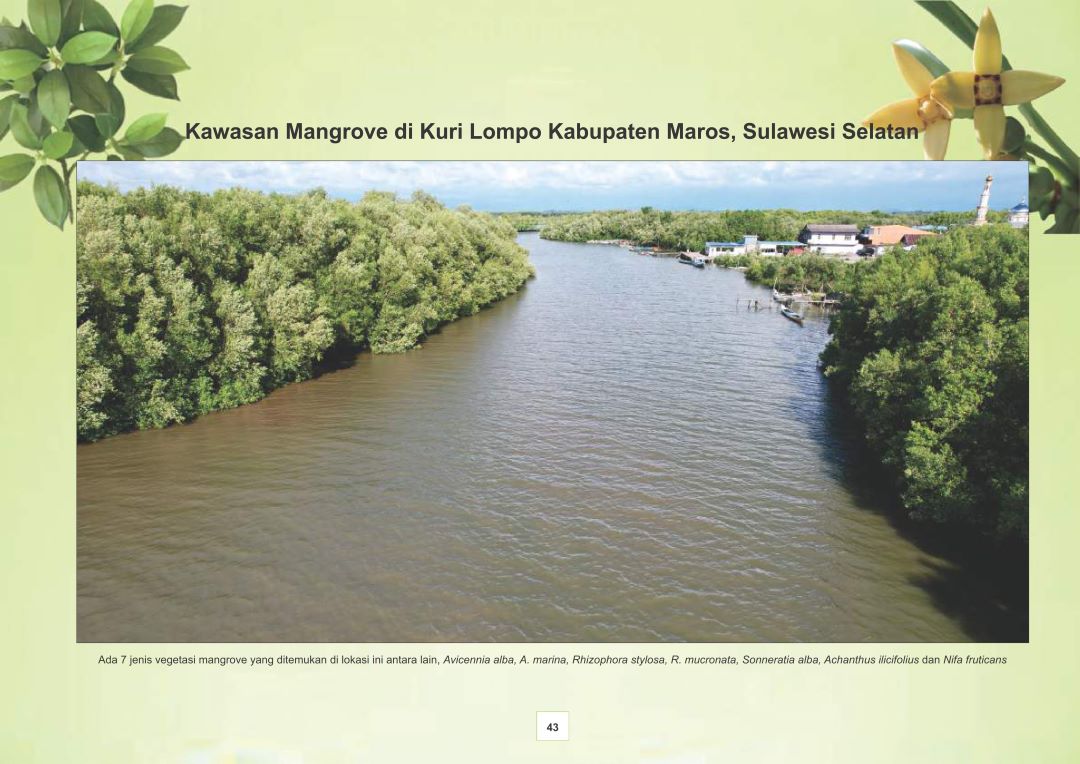 Kawasan Mangrove di Kuri Lompo Kabupaten Maros, Sulawesi Selatan
Ada 7 jenis vegetasi mangrove yang ditemukan di lokasi ini antara lain, Avicennia alba, A. marina, Rhizophora stylosa, R. mucronata, Sonneratia alba, Achanthus ilicifolius dan Nifa fruticans
43